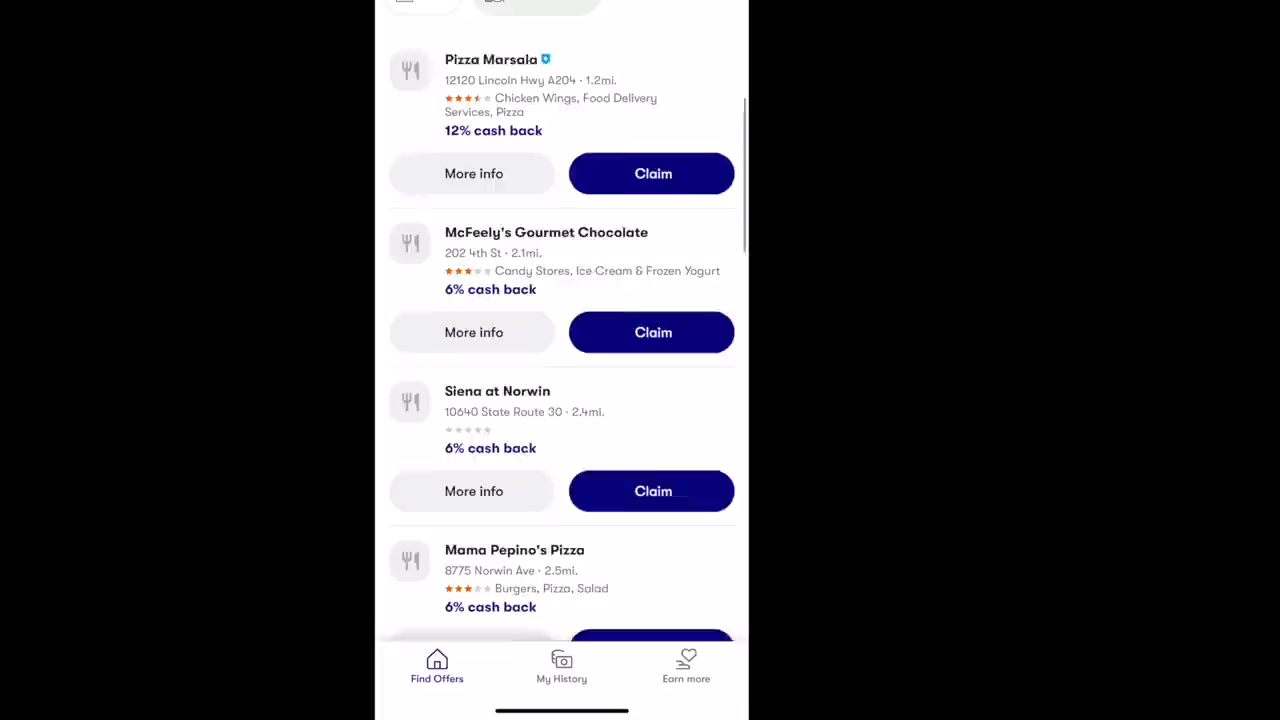 Pizza Marsala
12120 Lincoln Hwy A204 · 1.2mi.
Chicken Wings, Food Delivery
Services, Pizza
12% cash back
More info
Claim
McFeely's Gourmet Chocolate
202 4th St · 2.1mi.
Candy Stores, Ice Cream & Frozen Yogurt
6% cash back
More info
Claim
Siena at Norwin
10640 State Route 30 · 2.4mi.
6% cash back
More info
Claim
Mama Pepino's Pizza
8775 Norwin Ave · 2.5mi.
Burgers, Pizza, Salad
6% cash back
Find Offers
My History
Earn more